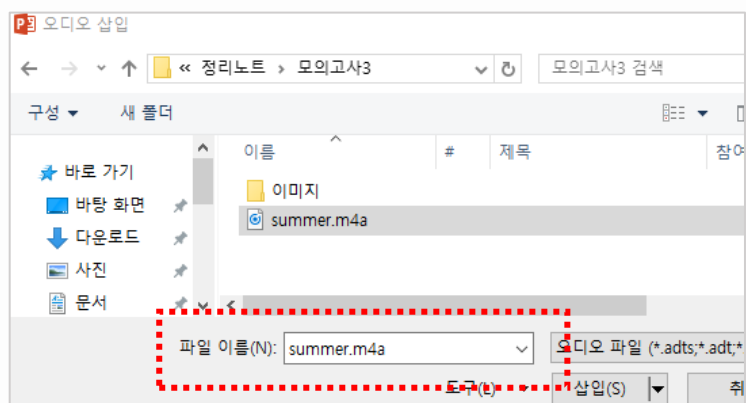 오디오 삽입
« 정리노트 › 모의고사3
모의고사3 검색
구성 새 폴더
이름 # 제목 참여
바로 가기
이미지
바탕 화면
summer.m4a
다운로드
사진
문서
파일 이름(N): summer.m4a
오디오 파일 (*.adts;*.adt;*
도구(L) 삽입(S) 취